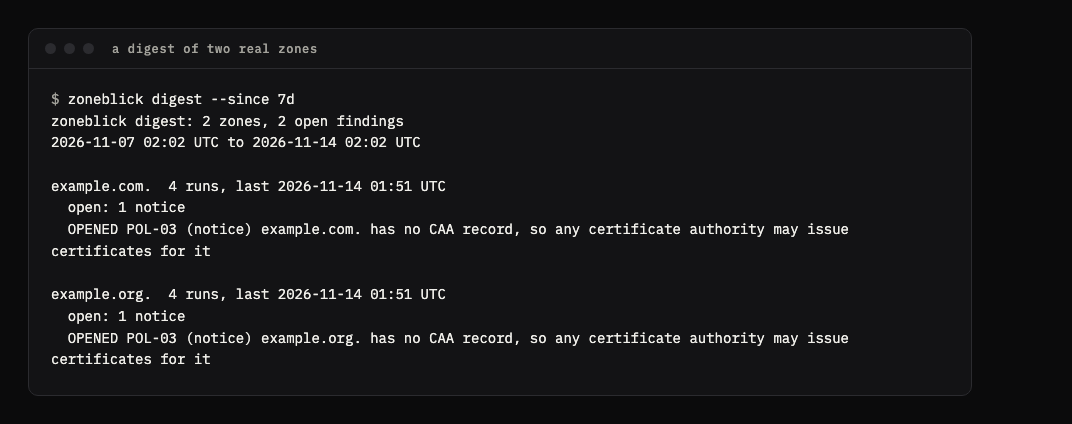 a digest of two real zones
$ zoneblick digest --since 7d
zoneblick digest: 2 zones, 2 open findings
2026-11-07 02:02 UTC to 2026-11-14 02:02 UTC
example.com.  4 runs, last 2026-11-14 01:51 UTC
  open: 1 notice
  OPENED POL-03 (notice) example.com. has no CAA record, so any certificate authority may issue
certificates for it
example.org.  4 runs, last 2026-11-14 01:51 UTC
  open: 1 notice
  OPENED POL-03 (notice) example.org. has no CAA record, so any certificate authority may issue
certificates for it